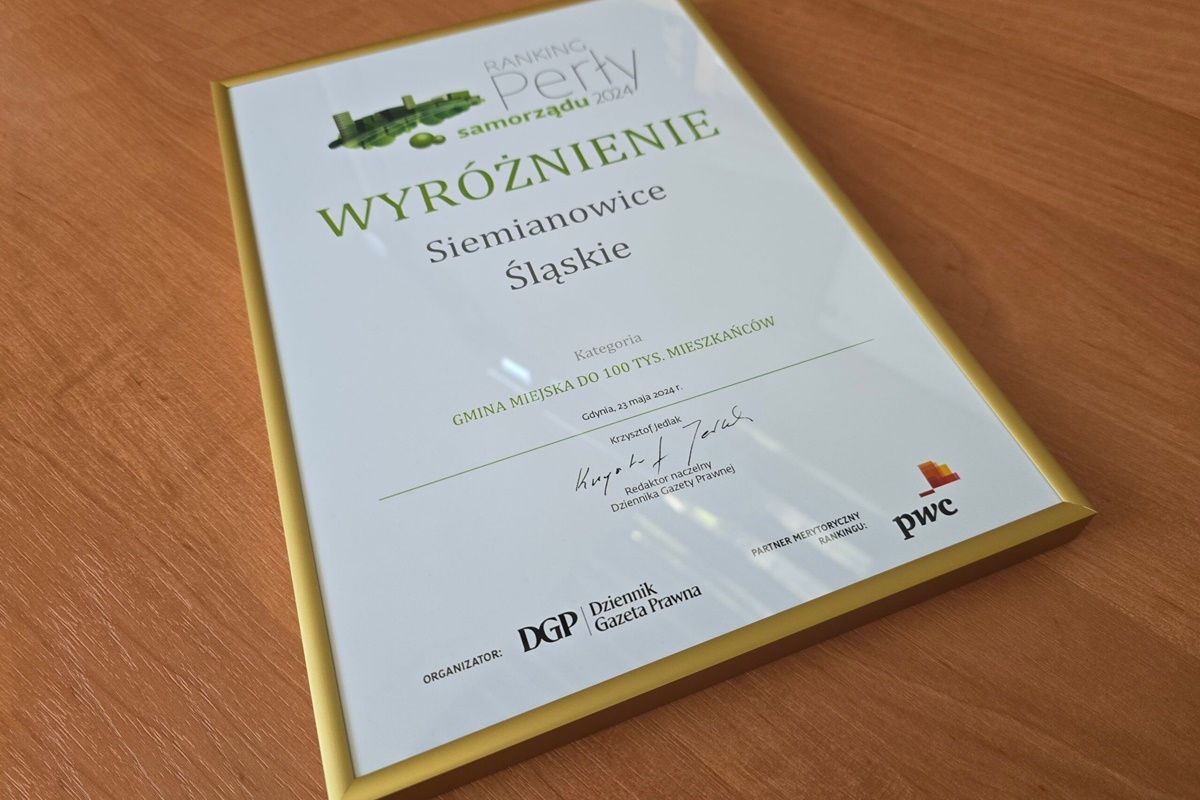 RANKING
Perły
samorządu 2024
WYRÓŻNIENIE
Siemianowice
Śląskie
Kategoria
GMINA MIEJSKA DO 100 TYS. MIESZKAŃCÓW
Gdynia, 23 maja 2024 r.
Krzysztof Jedlak
Redaktor naczelny
Dziennika Gazety Prawnej
PARTNER MERYTORYCZNY
RANKINGU:
pwc
ORGANIZATOR:
DGP Dziennik
Gazeta Prawna